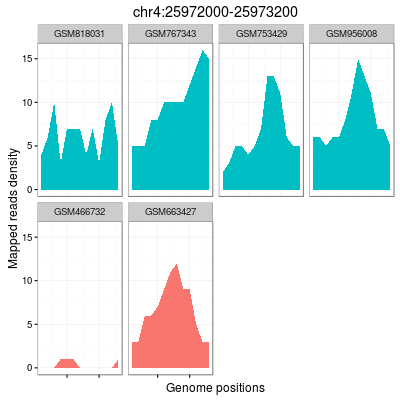 chr4:25972000-25973200
GSM818031 GSM767343 GSM753429 GSM956008
15
10
5
0
GSM466732 GSM663427
15
10
5
0
Mapped reads density
Genome positions